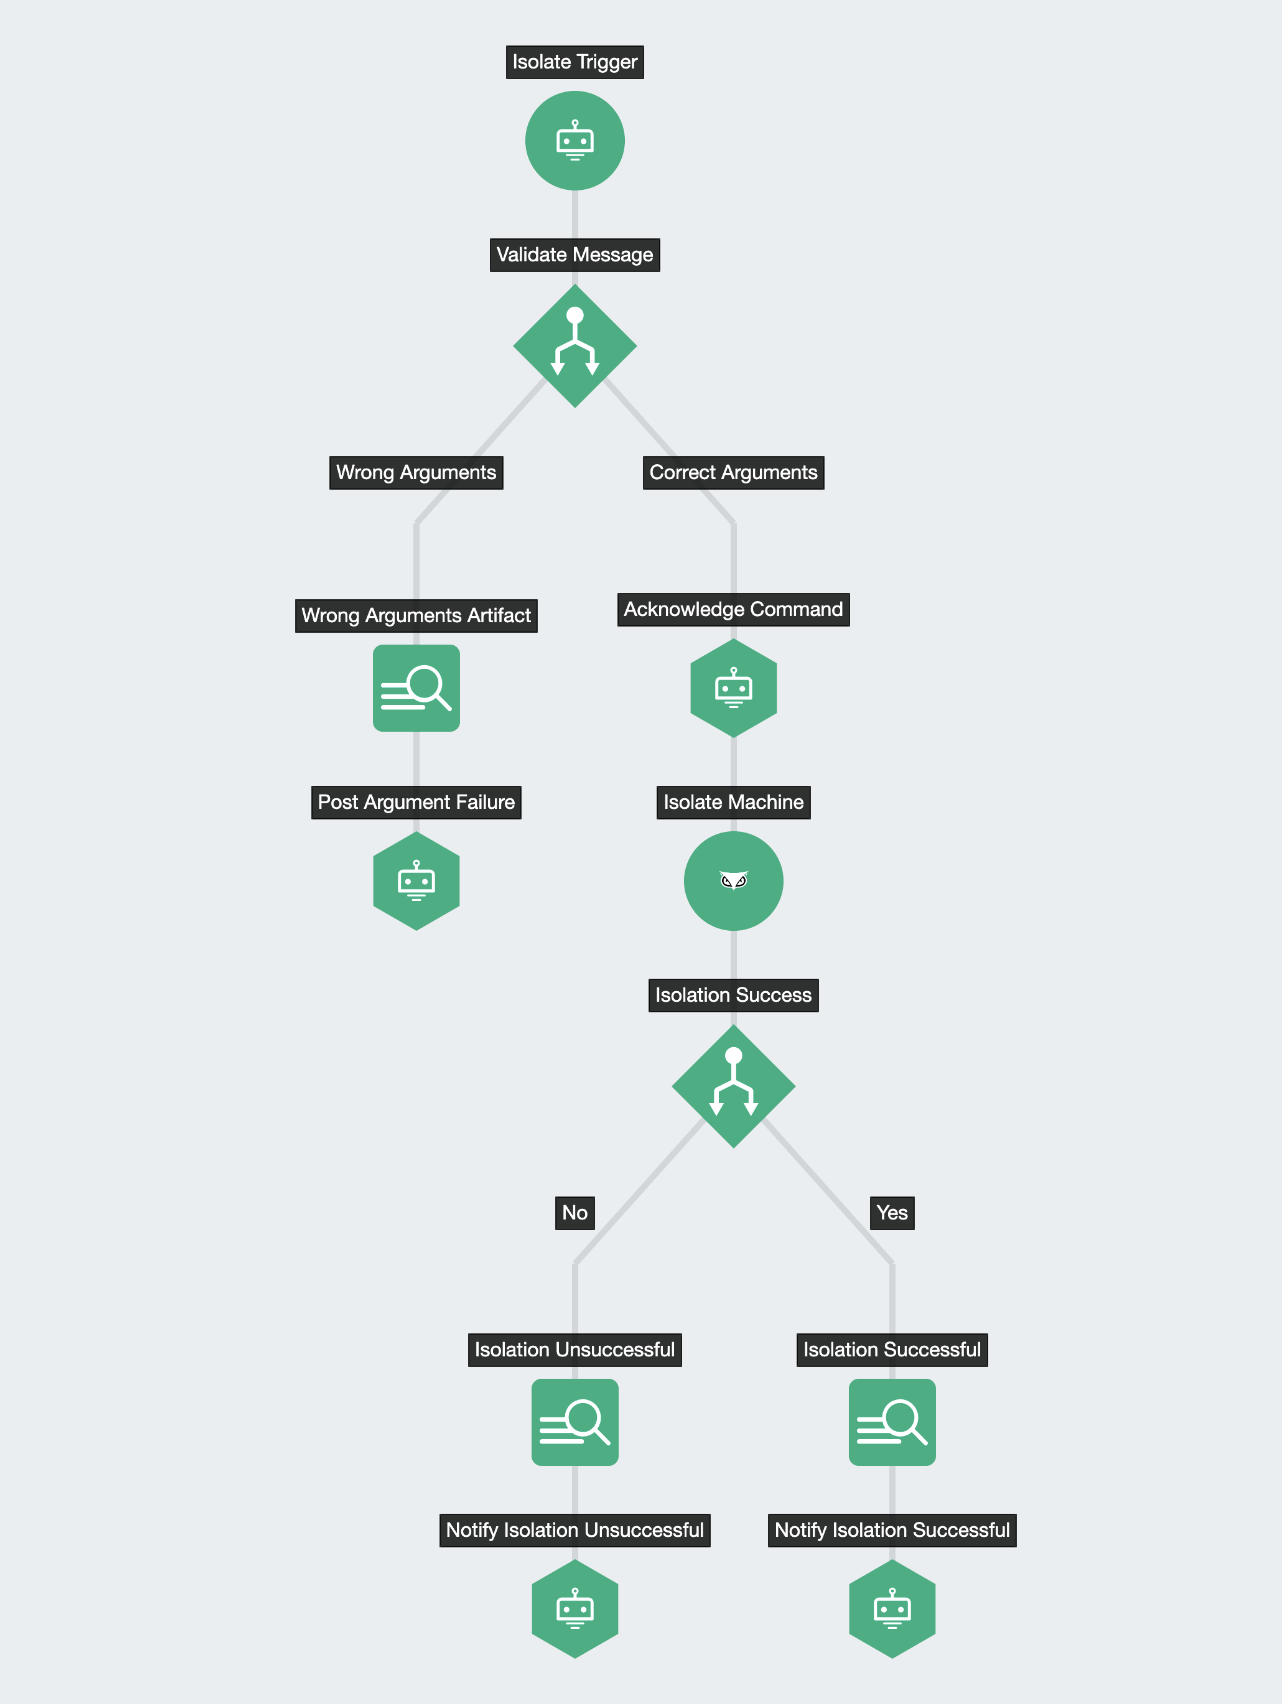 Isolate Trigger
Validate Message
Wrong Arguments
Correct Arguments
Wrong Arguments Artifact
Acknowledge Command
Post Argument Failure
Isolate Machine
Isolation Success
No
Yes
Isolation Unsuccessful
Isolation Successful
Notify Isolation Unsuccessful
Notify Isolation Successful